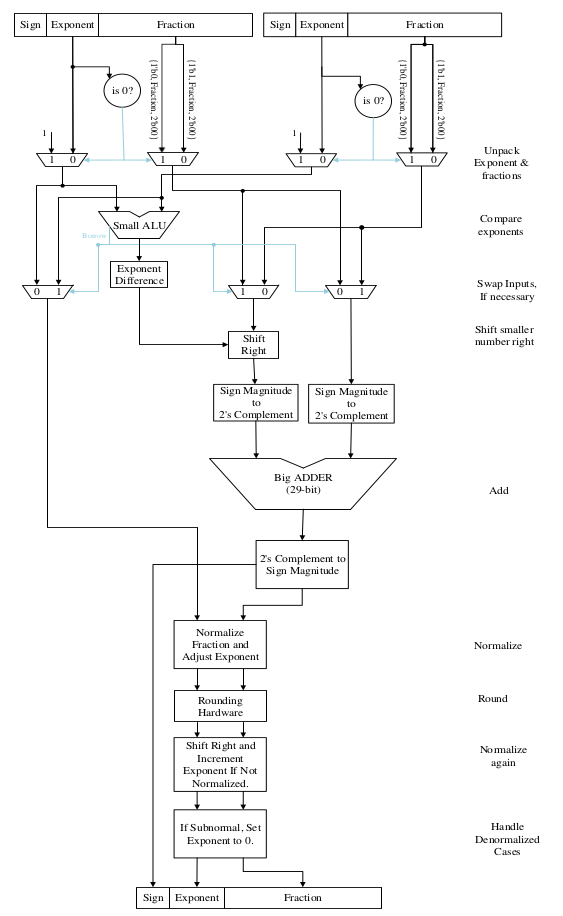 Sign Exponent Fraction
Sign Exponent Fraction
is 0?
(1'b0, Fraction, 2'b00)
(1'b1, Fraction, 2'b00)
is 0?
(1'b0, Fraction, 2'b00)
(1'b1, Fraction, 2'b00)
1
1
1 0
1 0
1 0
1 0
Unpack
Exponent &
fractions
Small ALU
Compare
exponents
Borrow
Exponent
Difference
0 1
1 0
0 1
Swap Inputs,
If necessary
Shift
Right
Shift smaller
number right
Sign Magnitude
to
2's Complement
Sign Magnitude
to
2's Complement
Big ADDER
(29-bit)
Add
2's Complement to
Sign Magnitude
Normalize
Fraction and
Adjust Exponent
Normalize
Rounding
Hardware
Round
Shift Right and
Increment
Exponent If Not
Normalized.
Normalize
again
If Subnormal, Set
Exponent to 0.
Handle
Denormalized
Cases
Sign Exponent Fraction